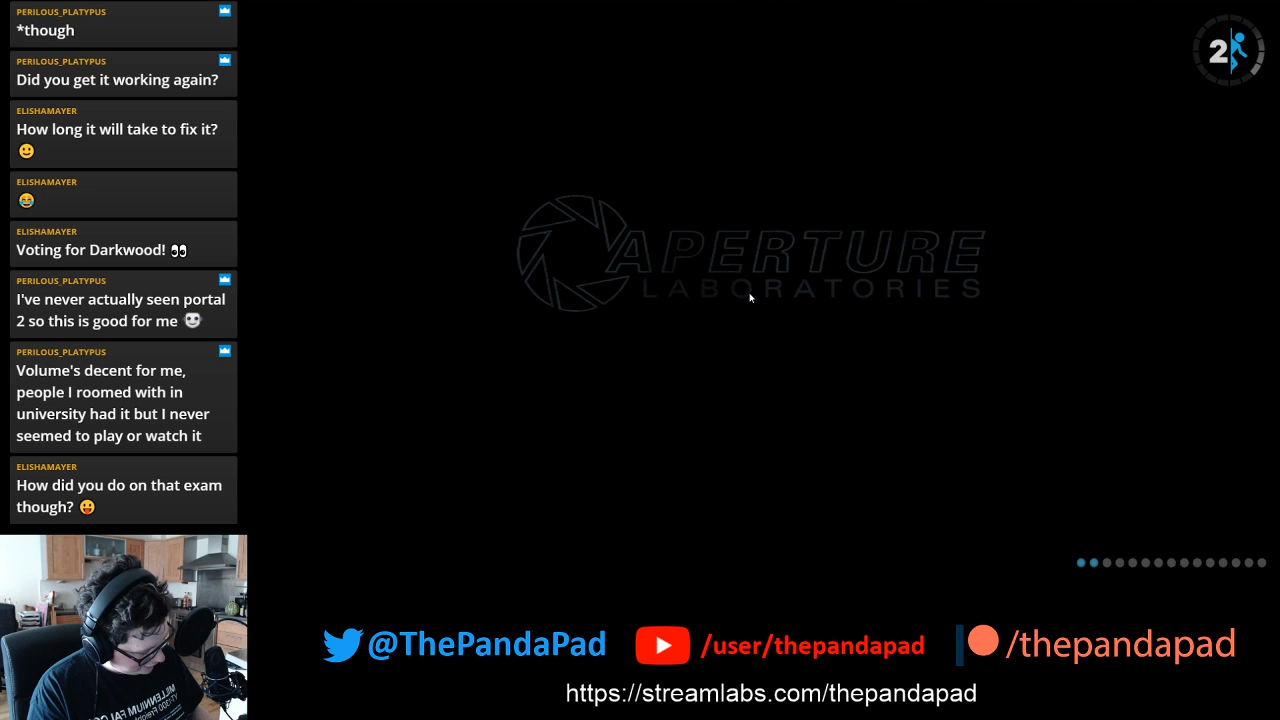 PERILOUS_PLATYPUS
*though
PERILOUS_PLATYPUS
Did you get it working again?
ELISHAMAYER
How long it will take to fix it?
🙂
ELISHAMAYER
😂
ELISHAMAYER
Voting for Darkwood! 👀
PERILOUS_PLATYPUS
I've never actually seen portal
2 so this is good for me
PERILOUS_PLATYPUS
Volume's decent for me,
people I roomed with in
university had it but I never
seemed to play or watch it
ELISHAMAYER
How did you do on that exam
though? 😛
2
APERTURE
LABORATORIES
@ThePandaPad
/user/thepandapad
/thepandapad
https://streamlabs.com/thepandapad